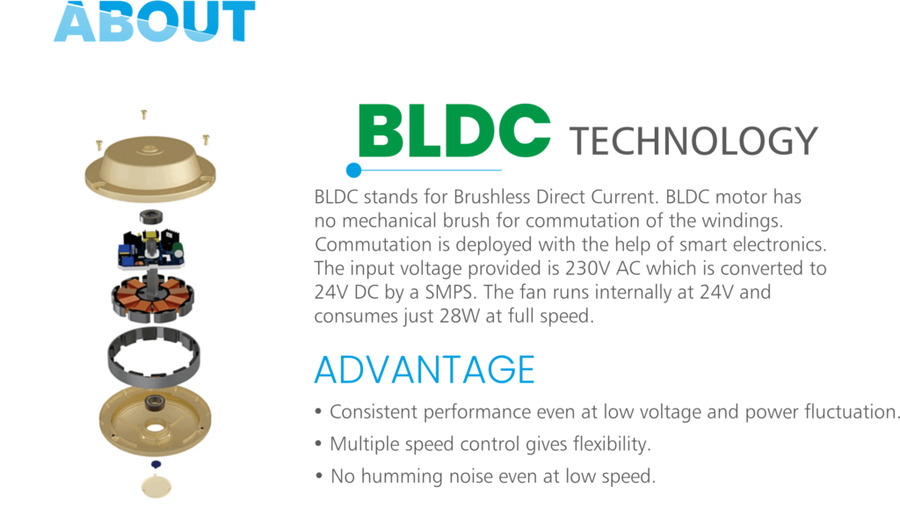 ABOUT
BLDC TECHNOLOGY
BLDC stands for Brushless Direct Current. BLDC motor has
no mechanical brush for commutation of the windings.
Commutation is deployed with the help of smart electronics.
The input voltage provided is 230V AC which is converted to
24V DC by a SMPS. The fan runs internally at 24V and
consumes just 28W at full speed.
ADVANTAGE
• Consistent performance even at low voltage and power fluctuation.
• Multiple speed control gives flexibility.
• No humming noise even at low speed.